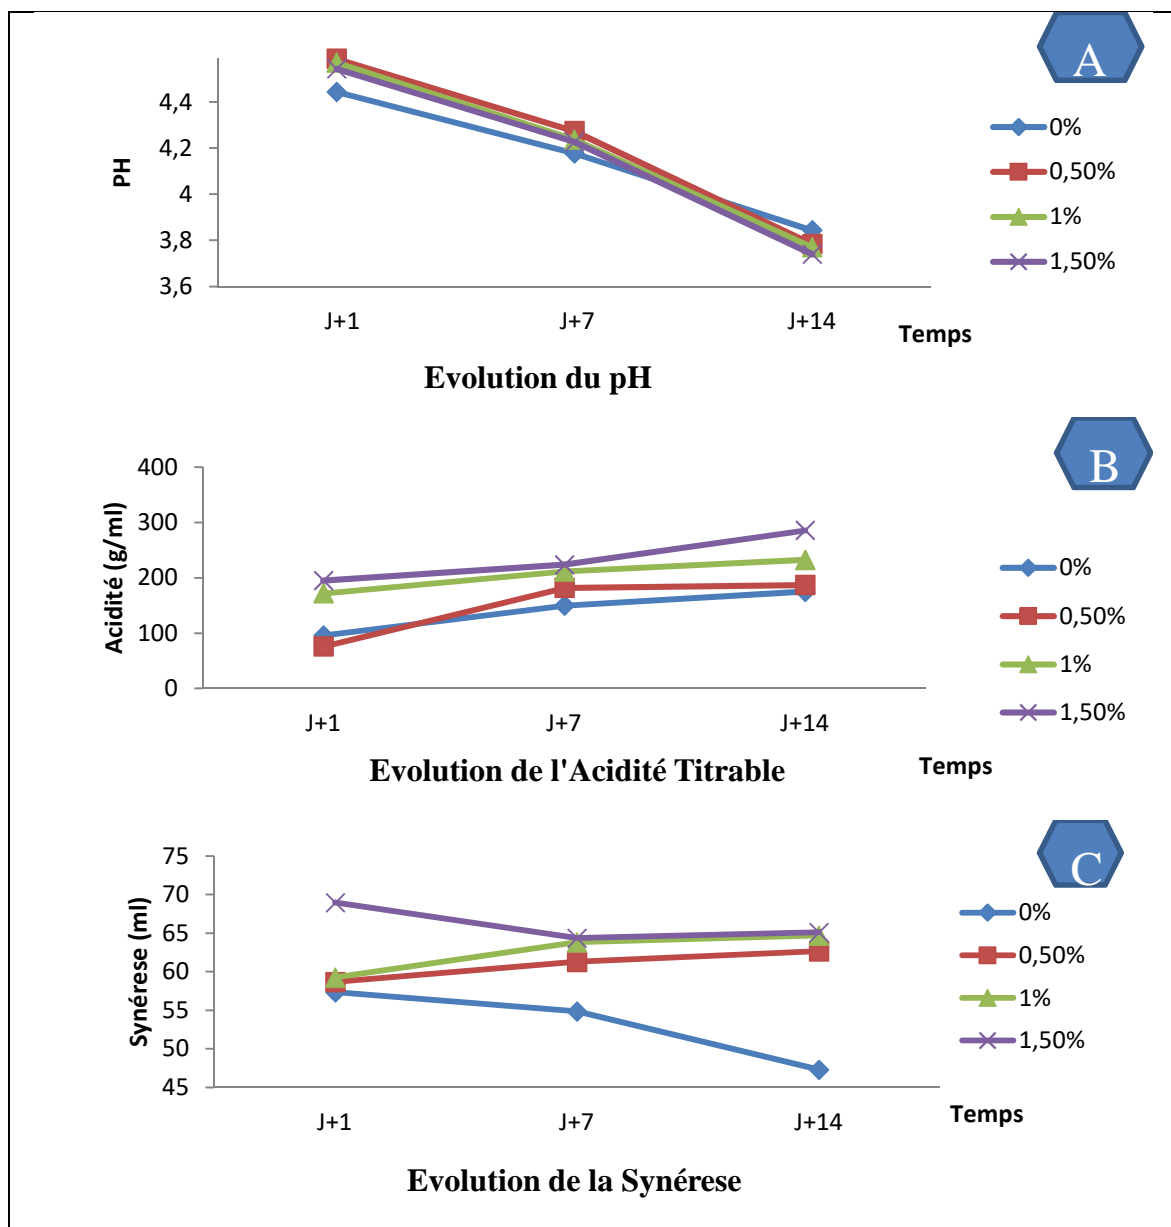 A
4,4
4,2
4
3,8
3,6
PH
0%
0,50%
1%
1,50%
J+1 J+7 J+14
Temps
Evolution du pH
B
400
300
200
100
0
Acidité (g/ml)
0%
0,50%
1%
1,50%
J+1 J+7 J+14
Evolution de l'Acidité Titrable
Temps
C
75
70
65
60
55
50
45
Synérese (ml)
0%
0,50%
1%
1,50%
J+1 J+7 J+14
Temps
Evolution de la Synérese